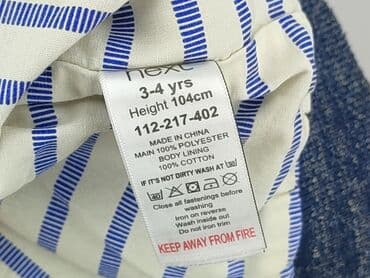 next
3-4 yrs
Height 104cm
112-217-402
MADE IN CHINA
MAIN 100% POLYESTER
BODY LINING
100% COTTON
IF IT'S NOT DIRTY WASH AT 30
Close all fastenings before
washing
Iron on reverse
Wash inside out
Do not iron trim
KEEP AWAY FROM FIRE